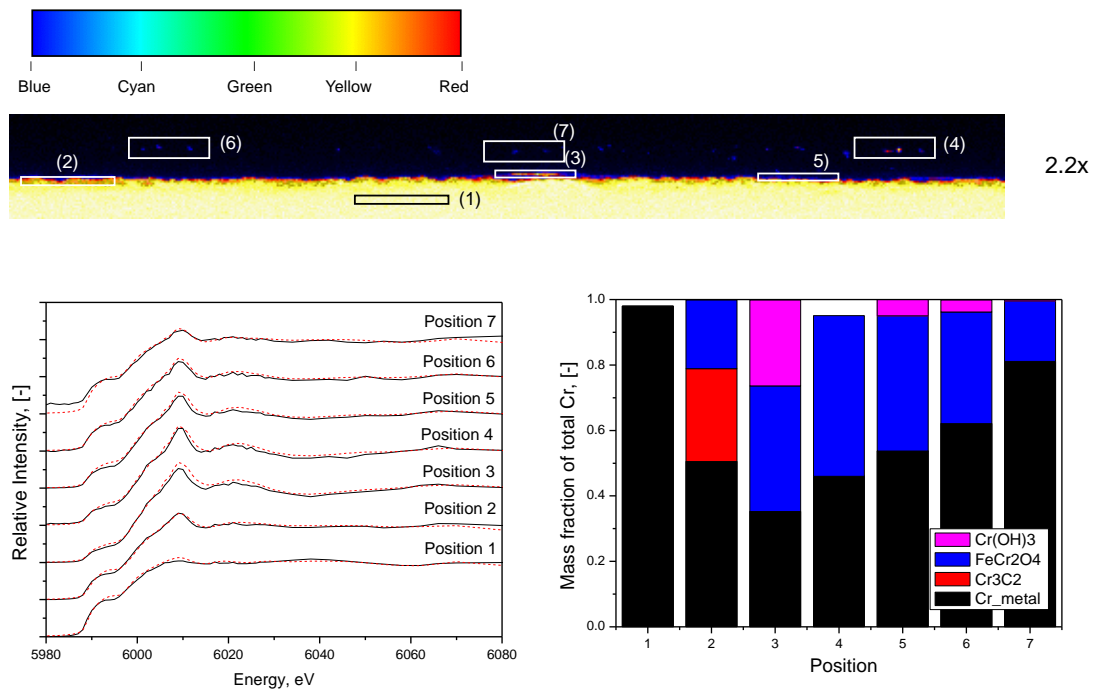 Blue Cyan Green Yellow Red
(7)
(6) (4)
(2) (3) 5)
2.2x
(1)
Relative Intensity, [-]
Position 7
Position 6
Position 5
Position 4
Position 3
Position 2
Position 1
5980 6000 6020 6040 6060 6080
Energy, eV
Mass fraction of total Cr, [-]
1.0
0.8
0.6
0.4
0.2
0.0
Cr(OH)3
FeCr2O4
Cr3C2
Cr_metal
1 2 3 4 5 6 7
Position